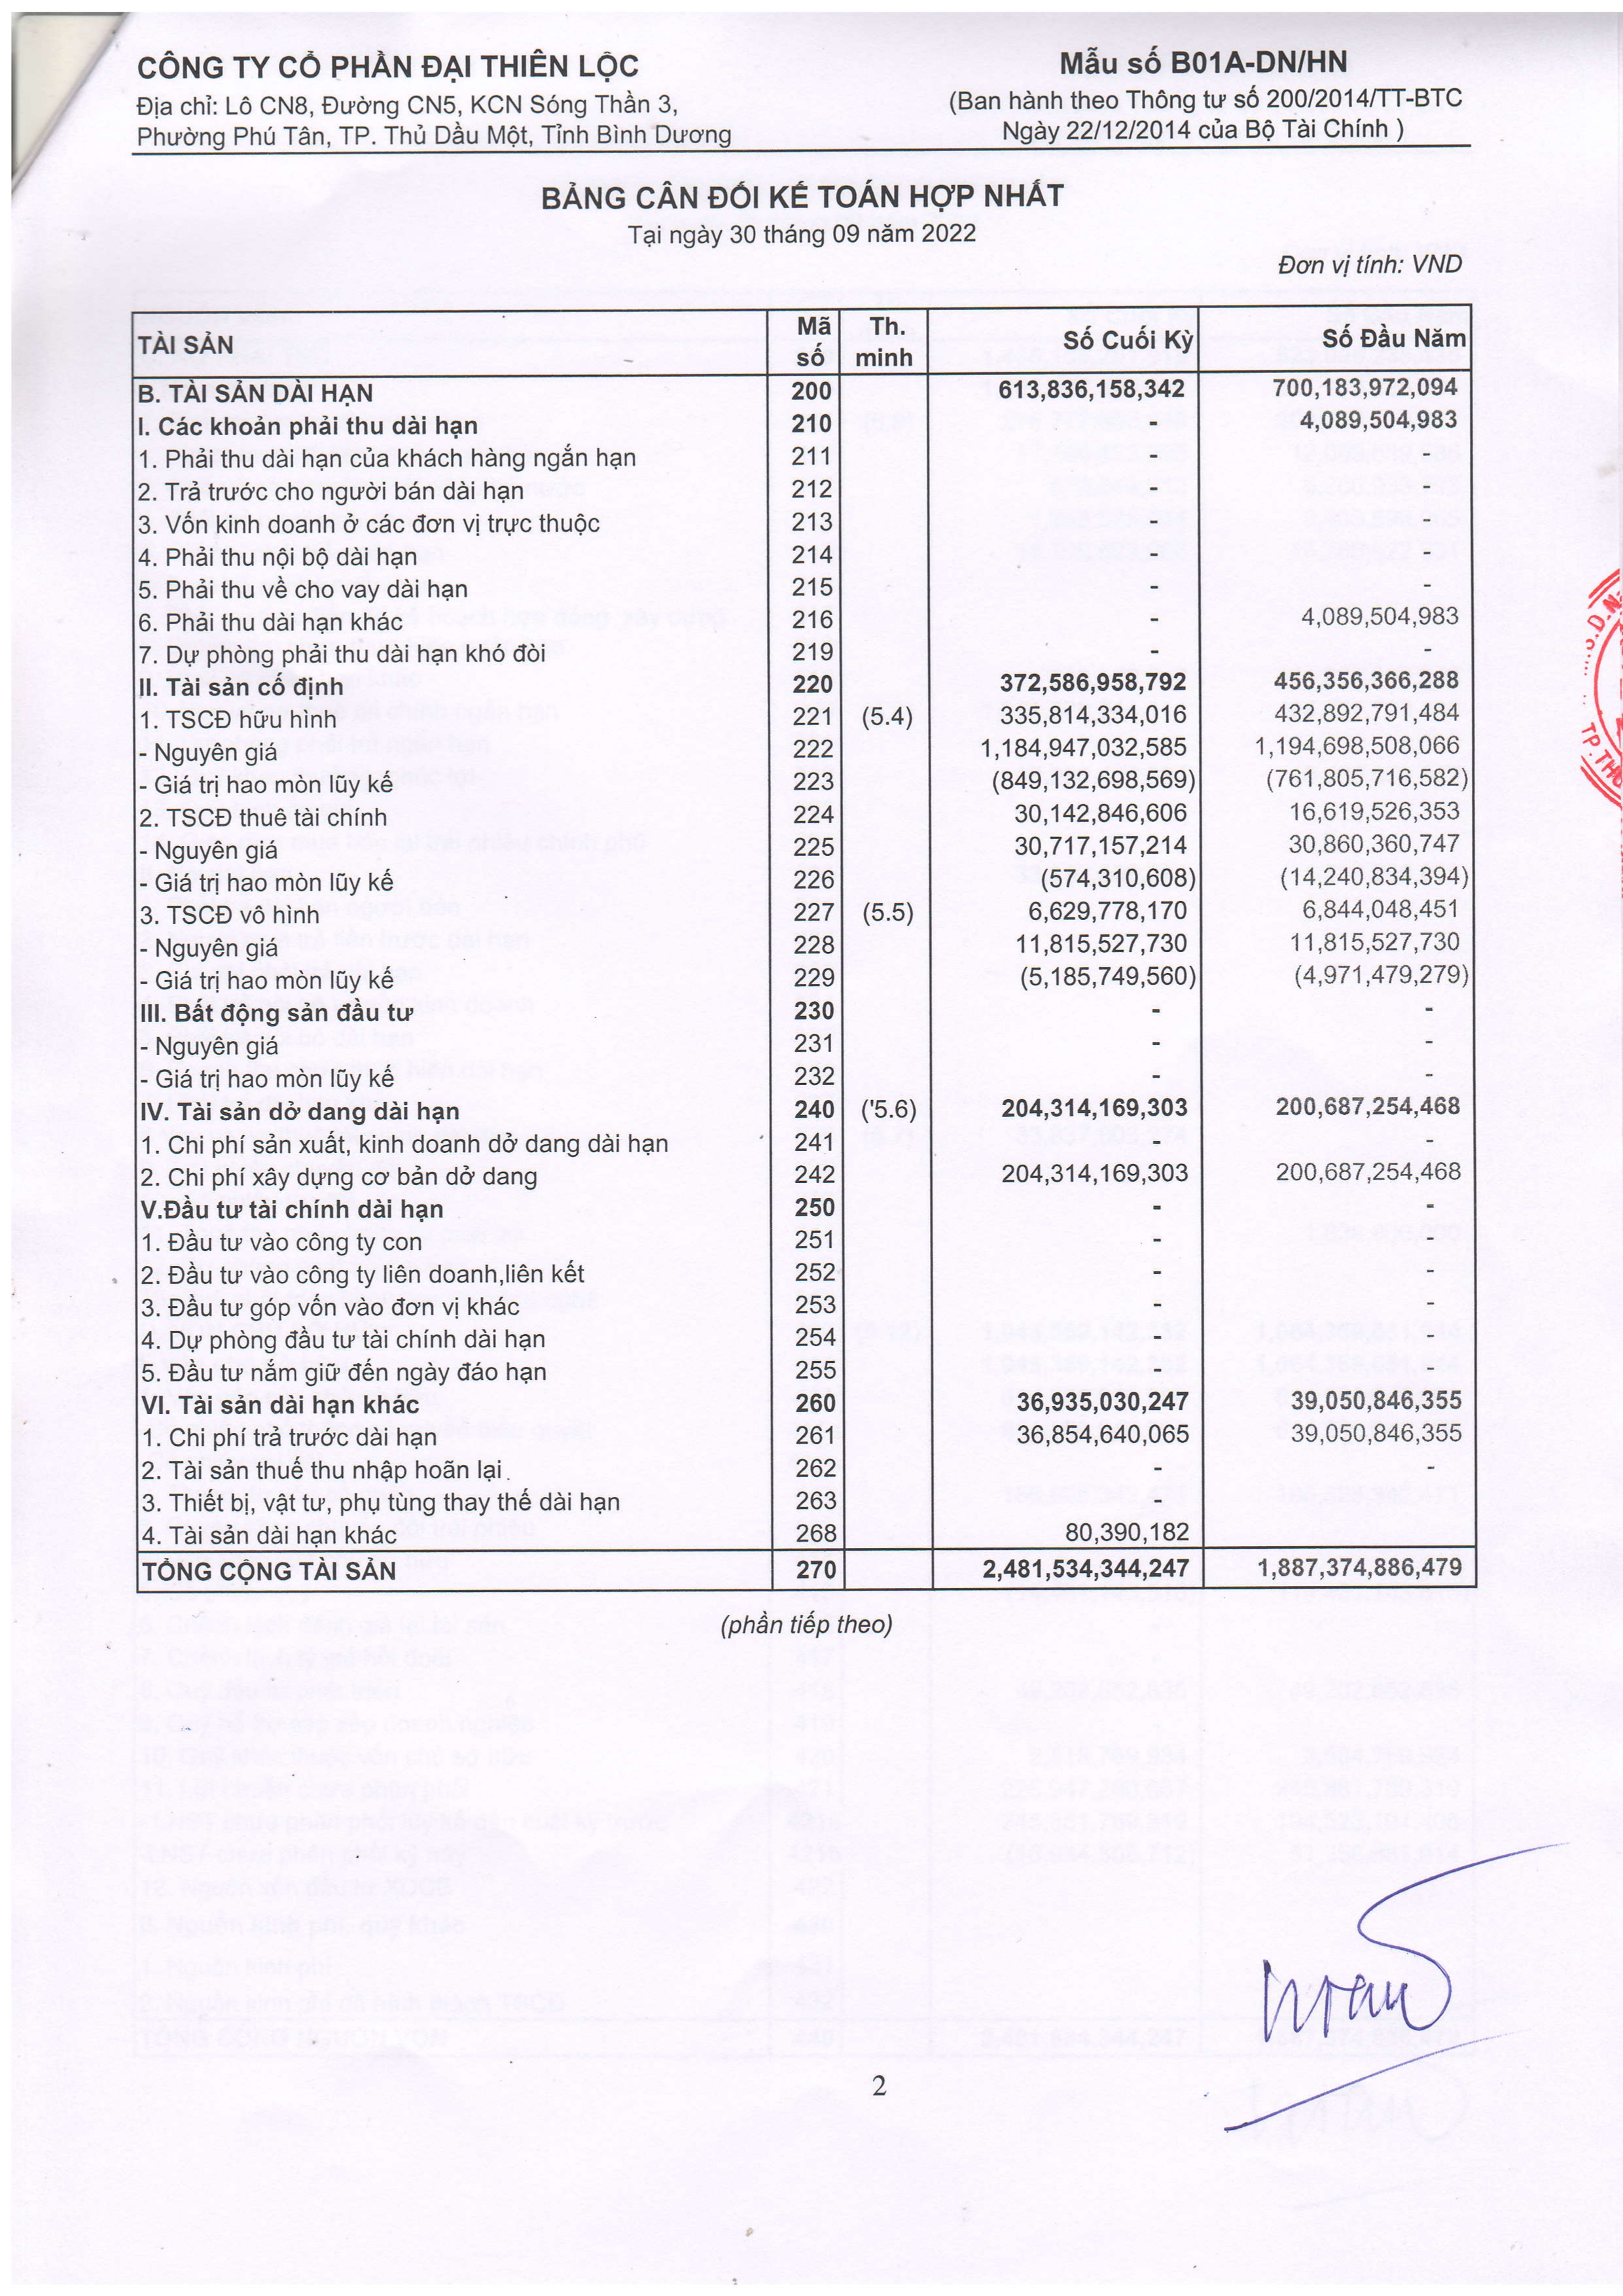 CÔNG TY CỔ PHẦN ĐẠI THIÊN LỘC
Địa chỉ: Lô CN8, Đường CN5, KCN Sóng Thần 3,
Phường Phú Tân, TP. Thủ Dầu Một, Tỉnh Bình Dương
Mẫu số B01A-DN/HN
(Ban hành theo Thông tư số 200/2014/TT-BTC
Ngày 22/12/2014 của Bộ Tài Chính )
BẢNG CÂN ĐỐI KẾ TOÁN HỢP NHẤT
Tại ngày 30 tháng 09 năm 2022
Đơn vị tính: VND
TÀI SẢN Mã số Th. minh Số Cuối Kỳ Số Đầu Năm
B. TÀI SẢN DÀI HẠN 200 613,836,158,342 700,183,972,094
I. Các khoản phải thu dài hạn 210 - 4,089,504,983
1. Phải thu dài hạn của khách hàng ngắn hạn 211 - -
2. Trả trước cho người bán dài hạn 212 - -
3. Vốn kinh doanh ở các đơn vị trực thuộc 213 - -
4. Phải thu nội bộ dài hạn 214 - -
5. Phải thu về cho vay dài hạn 215 - -
6. Phải thu dài hạn khác 216 - 4,089,504,983
7. Dự phòng phải thu dài hạn khó đòi 219 - -
II. Tài sản cố định 220 372,586,958,792 456,356,366,288
1. TSCĐ hữu hình 221 (5.4) 335,814,334,016 432,892,791,484
- Nguyên giá 222 1,184,947,032,585 1,194,698,508,066
- Giá trị hao mòn lũy kế 223 (849,132,698,569) (761,805,716,582)
2. TSCĐ thuê tài chính 224 30,142,846,606 16,619,526,353
- Nguyên giá 225 30,717,157,214 30,860,360,747
- Giá trị hao mòn lũy kế 226 (574,310,608) (14,240,834,394)
3. TSCĐ vô hình 227 (5.5) 6,629,778,170 6,844,048,451
- Nguyên giá 228 11,815,527,730 11,815,527,730
- Giá trị hao mòn lũy kế 229 (5,185,749,560) (4,971,479,279)
III. Bất động sản đầu tư 230 - -
- Nguyên giá 231 - -
- Giá trị hao mòn lũy kế 232 - -
IV. Tài sản dở dang dài hạn 240 ('5.6) 204,314,169,303 200,687,254,468
1. Chi phí sản xuất, kinh doanh dở dang dài hạn 241 - -
2. Chi phí xây dựng cơ bản dở dang 242 204,314,169,303 200,687,254,468
V.Đầu tư tài chính dài hạn 250 - -
1. Đầu tư vào công ty con 251 - -
2. Đầu tư vào công ty liên doanh,liên kết 252 - -
3. Đầu tư góp vốn vào đơn vị khác 253 - -
4. Dự phòng đầu tư tài chính dài hạn 254 - -
5. Đầu tư nắm giữ đến ngày đáo hạn 255 - -
VI. Tài sản dài hạn khác 260 36,935,030,247 39,050,846,355
1. Chi phí trả trước dài hạn 261 36,854,640,065 39,050,846,355
2. Tài sản thuế thu nhập hoãn lại 262 - -
3. Thiết bị, vật tư, phụ tùng thay thế dài hạn 263 -
4. Tài sản dài hạn khác 268 80,390,182
TỔNG CỘNG TÀI SẢN 270 2,481,534,344,247 1,887,374,886,479
(phần tiếp theo)
2